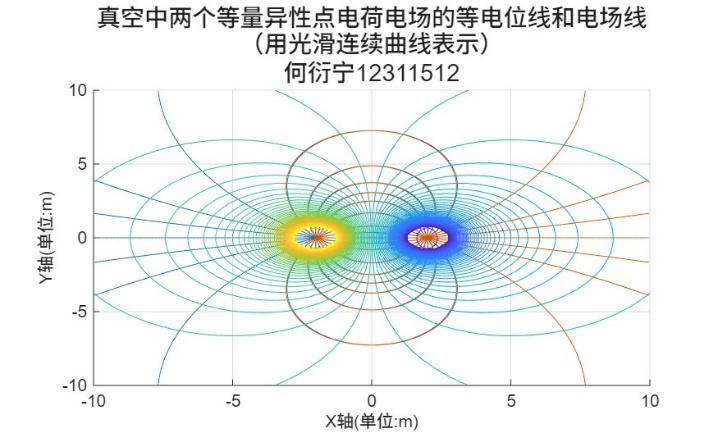 真空中两个等量异性点电荷电场的等电位线和电场线
（用光滑连续曲线表示）
何衍宁12311512
10
5
0
-5
-10
Y轴(单位:m)
-10
-5
0
5
10
X轴(单位:m)